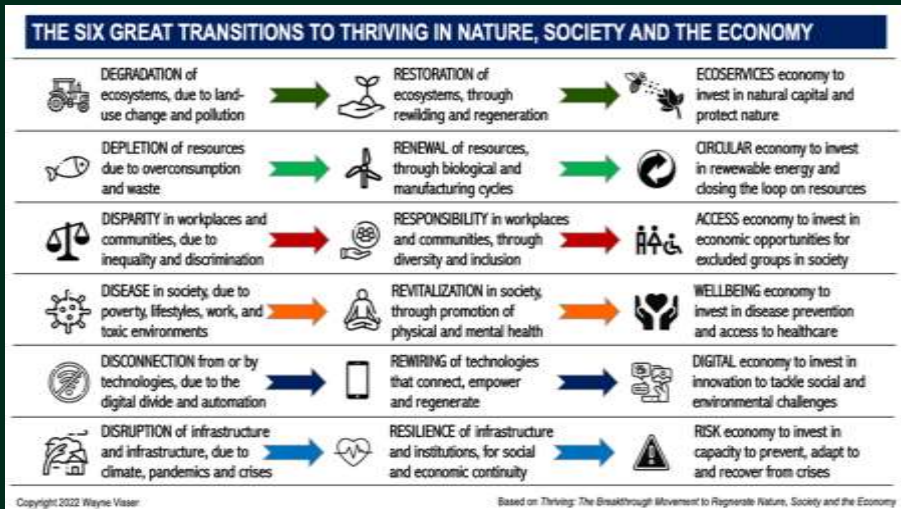 THE SIX GREAT TRANSITIONS TO THRIVING IN NATURE, SOCIETY AND THE ECONOMY
DEGRADATION of
ecosystems, due to land-
use change and pollution
RESTORATION of
ecosystems, through
rewilding and regeneration
ECOSERVICES economy to
invest in natural capital and
protect nature
DEPLETION of resources
due to overconsumption
and waste
RENEWAL of resources,
through biological and
manufacturing cycles
CIRCULAR economy to invest
in rewewable energy and
closing the loop on resources
DISPARITY in workplaces and
communities, due to
inequality and discrimination
RESPONSIBILITY in workplaces
and communities, through
diversity and inclusion
ACCESS economy to invest in
economic opportunities for
excluded groups in society
DISEASE in society, due to
poverty, lifestyles, work, and
toxic environments
REVITALIZATION in society,
through promotion of
physical and mental health
WELLBEING economy to
invest in disease prevention
and access to healthcare
DISCONNECTION from or by
technologies, due to the
digital divide and automation
REWIRING of technologies
that connect, empower
and regenerate
DIGITAL economy to invest in
innovation to tackle social and
environmental challenges
DISRUPTION of infrastructure
and infrastructure, due to
climate, pandemics and crises
RESILIENCE of infrastructure
and institutions, for social
and economic continuity
RISK economy to invest in
capacity to prevent, adapt to
and recover from crises
Copyright 2022 Wayne Visser
Based on Thriving: The Breakthrough Movement to Regenerate Nature, Society and the Economy